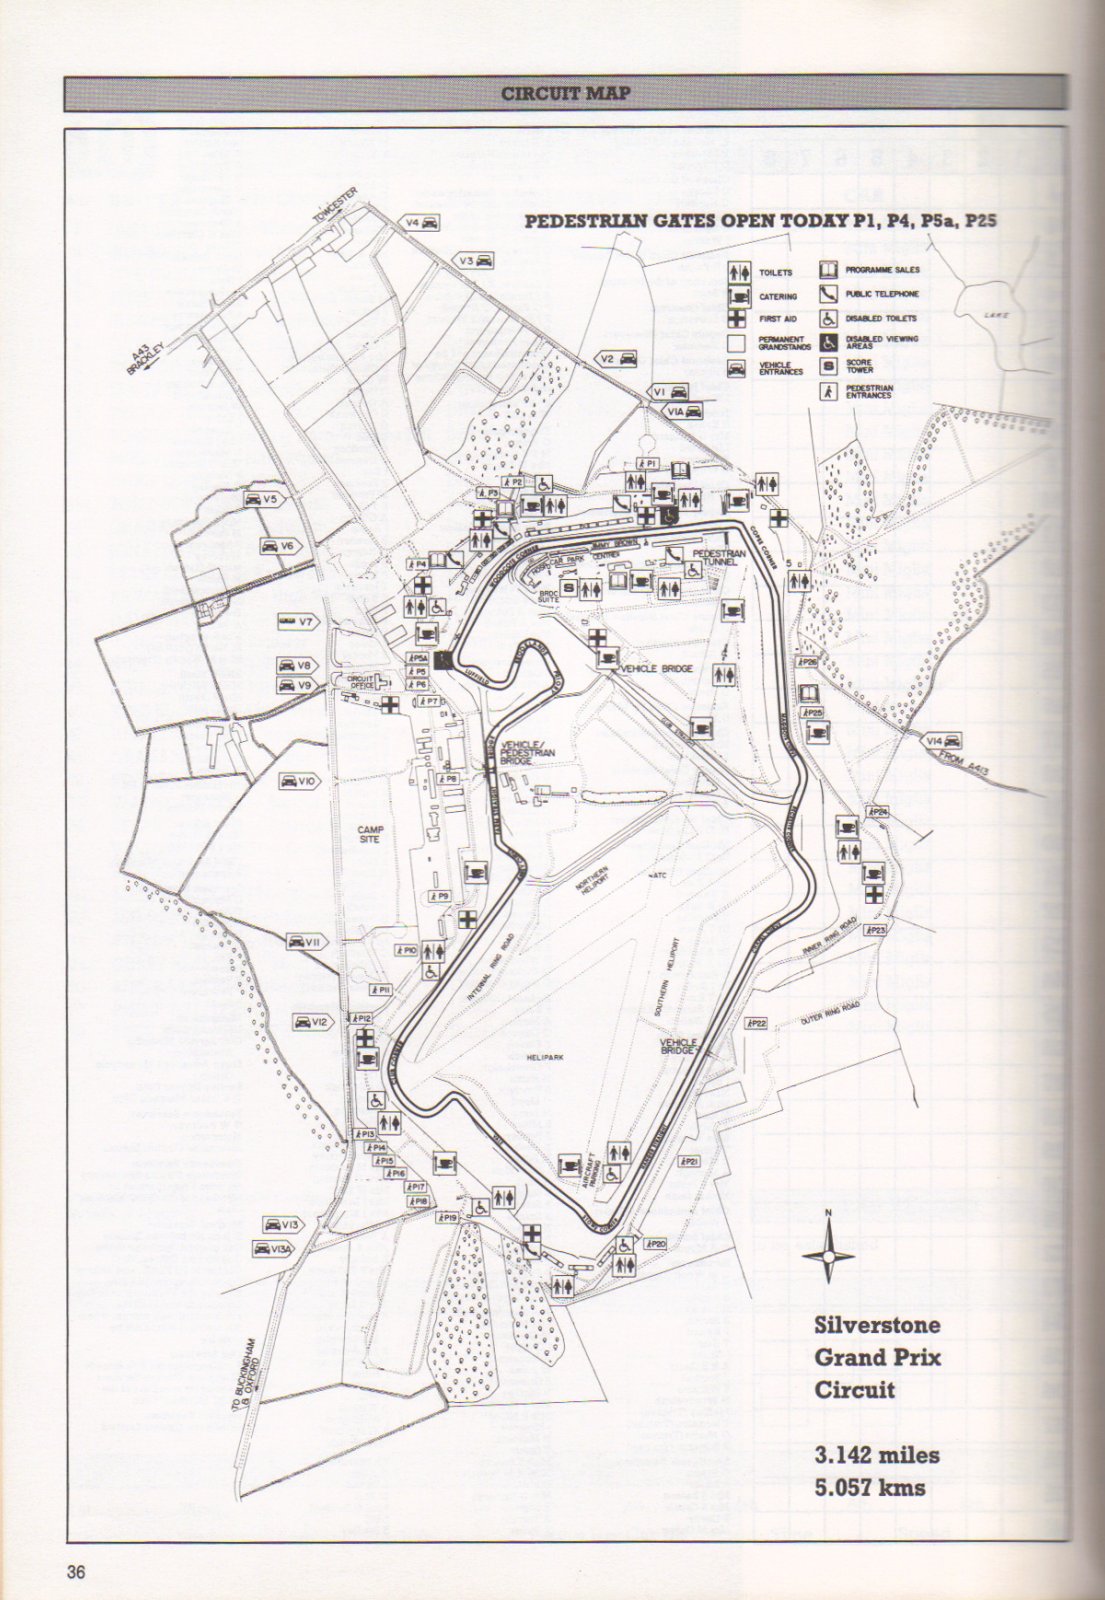 CIRCUIT MAP
PEDESTRIAN GATES OPEN TODAY P1, P4, P5a, P25
TOILETS
CATERING
FIRST AID
PERMANENT
GRANDSTANDS
VEHICLE
ENTRANCES
PROGRAMME SALES
PUBLIC TELEPHONE
DISABLED TOILETS
DISABLED VIEWING
AREAS
S
SCORE
TOWER
PEDESTRIAN
ENTRANCES
LAKE
TOWCESTER
A43
BRACKLEY
V4
V3
V2
V1
V1A
V5
V6
V7
V8
V9
V10
V11
V12
V13
V13A
V14
FROM A413
P1
P2
P3
P4
P5A
P5
P6
P7
P8
P9
P10
P11
P12
P13
P14
P15
P16
P17
P18
P19
P20
P21
P22
P23
P24
P25
P26
5
WOODCOTE CORNER
COPSE CORNER
JIMMY BROWN
CENTRE
CAR PARK
PEDESTRIAN
TUNNEL
BRDC
SUITE
S
LUFFIELD
VEHICLE BRIDGE
CLUB STRAIGHT
CIRCUIT
OFFICE
VEHICLE/
PEDESTRIAN
BRIDGE
CAMP
SITE
NORTHERN
HELIPORT
ATC
SOUTHERN HELIPORT
INTERNAL RING ROAD
INNER RING ROAD
OUTER RING ROAD
VEHICLE
BRIDGE
HELIPARK
CLUB CORNER
VALE
AIRCRAFT
PARKING
STOWE CORNER
HANGAR STRAIGHT
TO BUCKINGHAM
& OXFORD
N
Silverstone
Grand Prix
Circuit
3.142 miles
5.057 kms
36